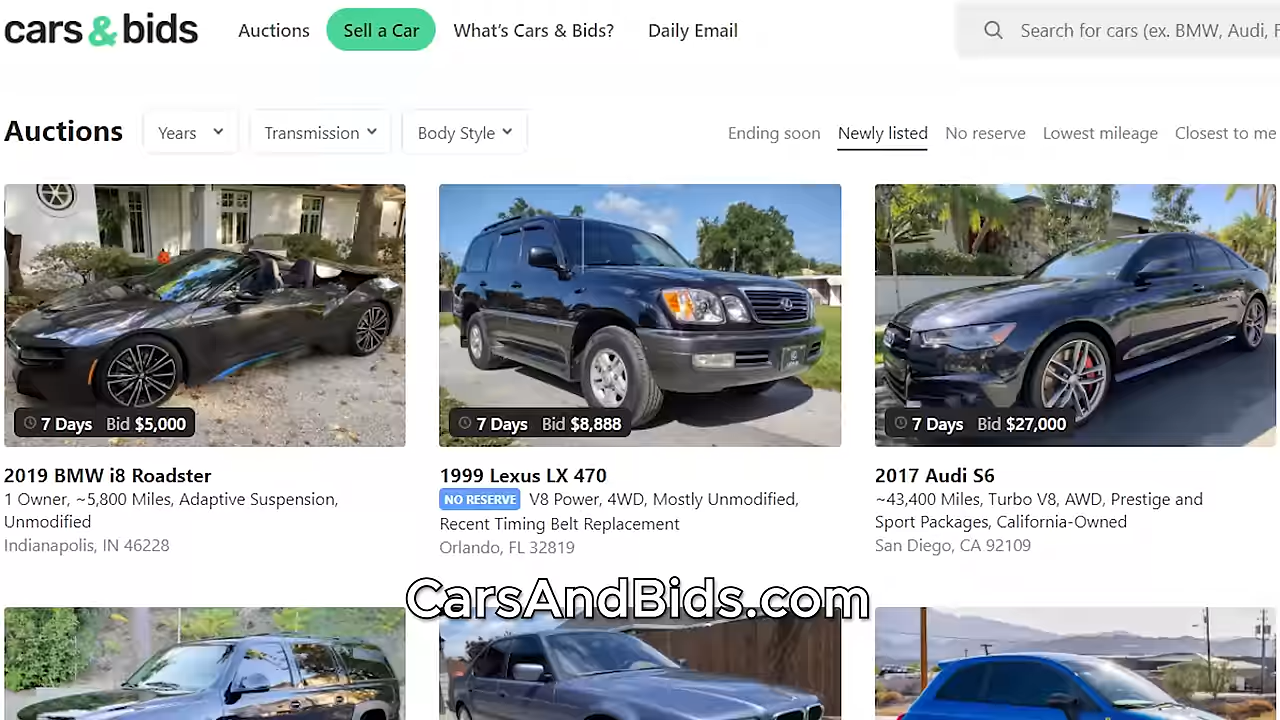 cars & bids
Auctions
Sell a Car
What's Cars & Bids?
Daily Email
Search for cars (ex. BMW, Audi,
Auctions
Years
Transmission
Body Style
Ending soon
Newly listed
No reserve
Lowest mileage
Closest to me
7 Days Bid $5,000
7 Days Bid $8,888
7 Days Bid $27,000
2019 BMW i8 Roadster
1 Owner, ~5,800 Miles, Adaptive Suspension,
Unmodified
Indianapolis, IN 46228
1999 Lexus LX 470
NO RESERVE V8 Power, 4WD, Mostly Unmodified,
Recent Timing Belt Replacement
Orlando, FL 32819
2017 Audi S6
~43,400 Miles, Turbo V8, AWD, Prestige and
Sport Packages, California-Owned
San Diego, CA 92109
CarsAndBids.com